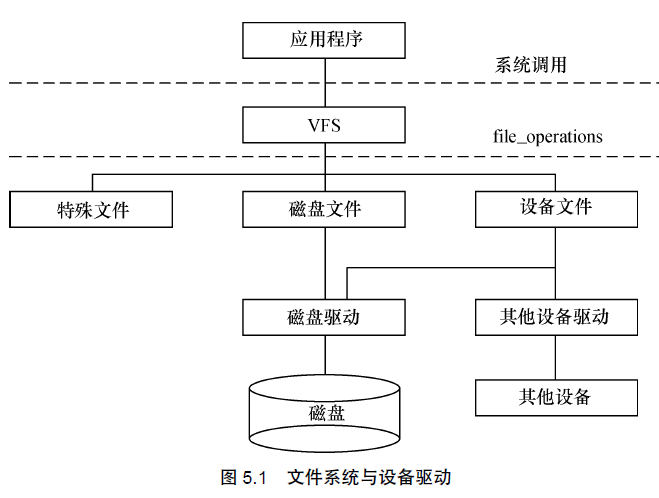 应用程序
系统调用
VFS
file_operations
特殊文件
磁盘文件
设备文件
磁盘驱动
其他设备驱动
磁盘
其他设备
图 5.1 文件系统与设备驱动